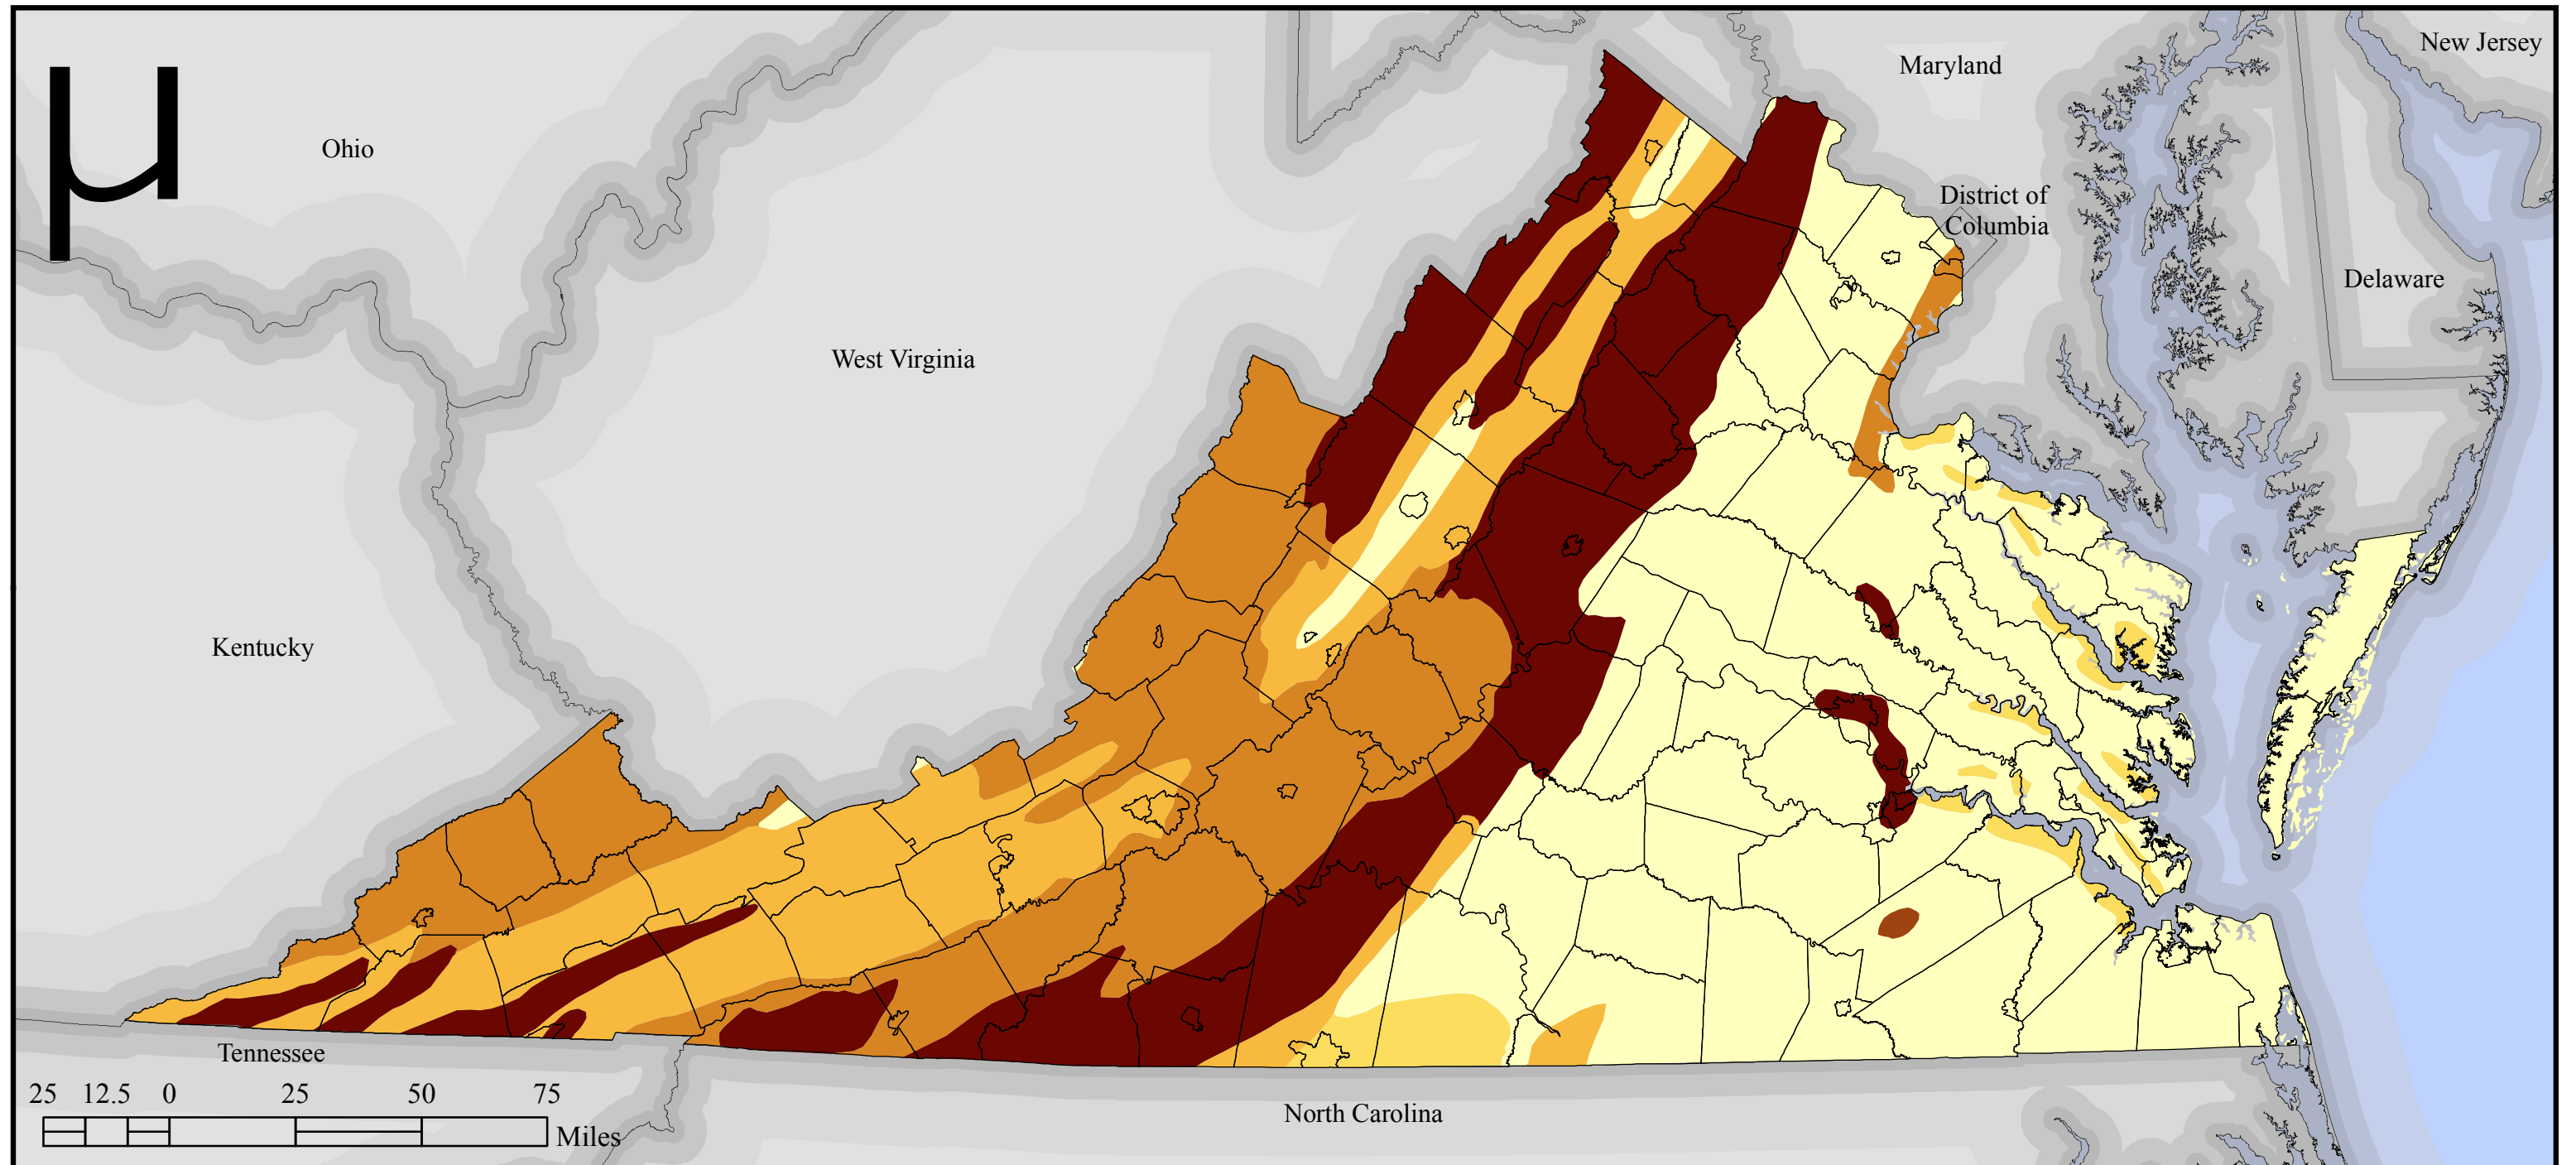 New Jersey
Maryland
µ
Ohio
District of
Columbia
Delaware
West Virginia
Kentucky
Tennessee
25 12.5 0 25 50 75
Miles
North Carolina